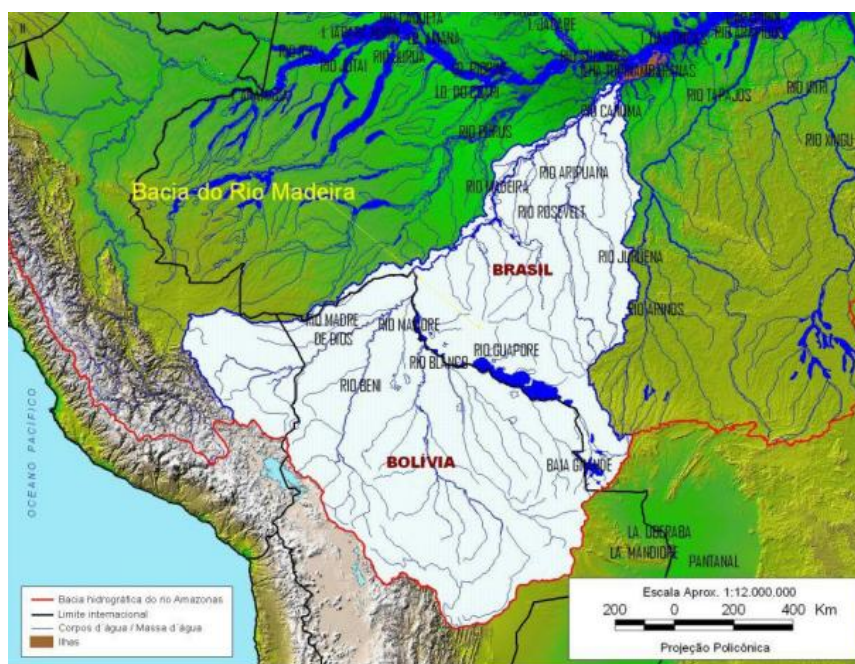 N
RIO JUTAI
RIO PURUS
RIO CANUMA
RIO TAPAJOS
RIO XINGU
Bacia do Rio Madeira
RIO MADEIRA
RIO ARIPUANA
RIO ROSEVELT
BRASIL
RIO JURUENA
RIO ARINOS
RIO MADRE
DE DIOS
RIO MAMORE
RIO BLANCO
RIO GUAPORE
RIO BENI
OCEANO PACÍFICO
BOLÍVIA
BAIA GRANDE
LA. UBERABA
LA. MANDIORE
PANTANAL
Bacia hidrográfica do rio Amazonas
Limite internacional
Corpos d´água / Massa d´água
Ilhas
Escala Aprox. 1:12.000.000
200 0 200 400 Km
Projeção Policônica